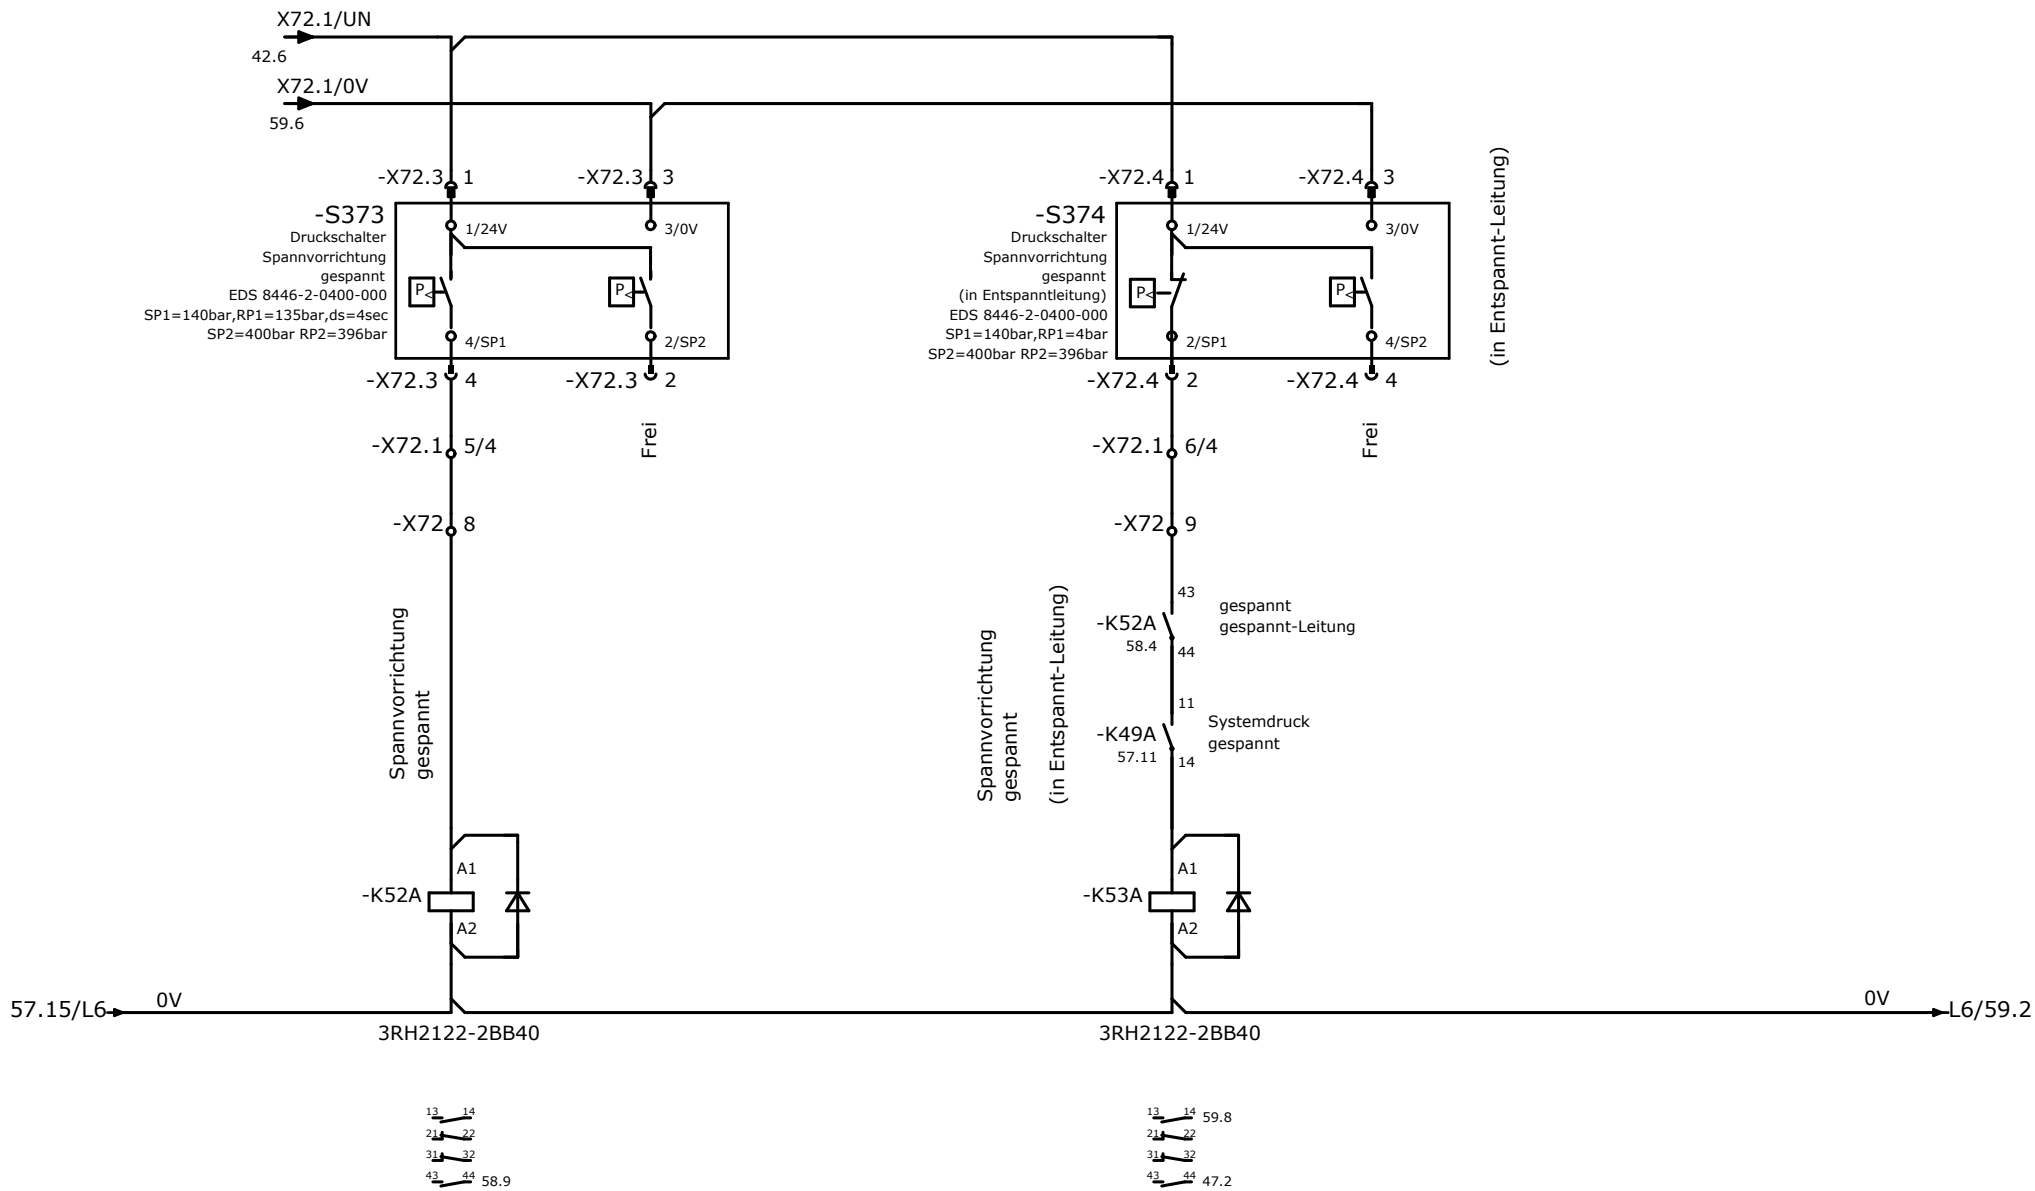 X72.1/UN
42.6
X72.1/0V
59.6
-X72.3 1
-X72.3 3
-X72.4 1
-X72.4 3
-S373
Druckschalter
Spannvorrichtung
gespannt
EDS 8446-2-0400-000
SP1=140bar,RP1=135bar,ds=4sec
SP2=400bar RP2=396bar
1/24V
3/0V
P<
P<
4/SP1
2/SP2
-S374
Druckschalter
Spannvorrichtung
gespannt
(in Entspanntleitung)
EDS 8446-2-0400-000
SP1=140bar,RP1=4bar
SP2=400bar RP2=396bar
1/24V
3/0V
P<
P<
2/SP1
4/SP2
(in Entspannt-Leitung)
-X72.3 4
-X72.3 2
-X72.4 2
-X72.4 4
-X72.1 5/4
Frei
-X72.1 6/4
Frei
-X72 8
-X72 9
Spannvorrichtung
gespannt
Spannvorrichtung
gespannt
(in Entspannt-Leitung)
43
-K52A
58.4
44
gespannt
gespannt-Leitung
11
-K49A
57.11
14
Systemdruck
gespannt
A1
-K52A
A2
A1
-K53A
A2
57.15/L6
0V
0V
L6/59.2
3RH2122-2BB40
3RH2122-2BB40
13 14
21 22
31 32
43 44 58.9
13 14 59.8
21 22
31 32
43 44 47.2